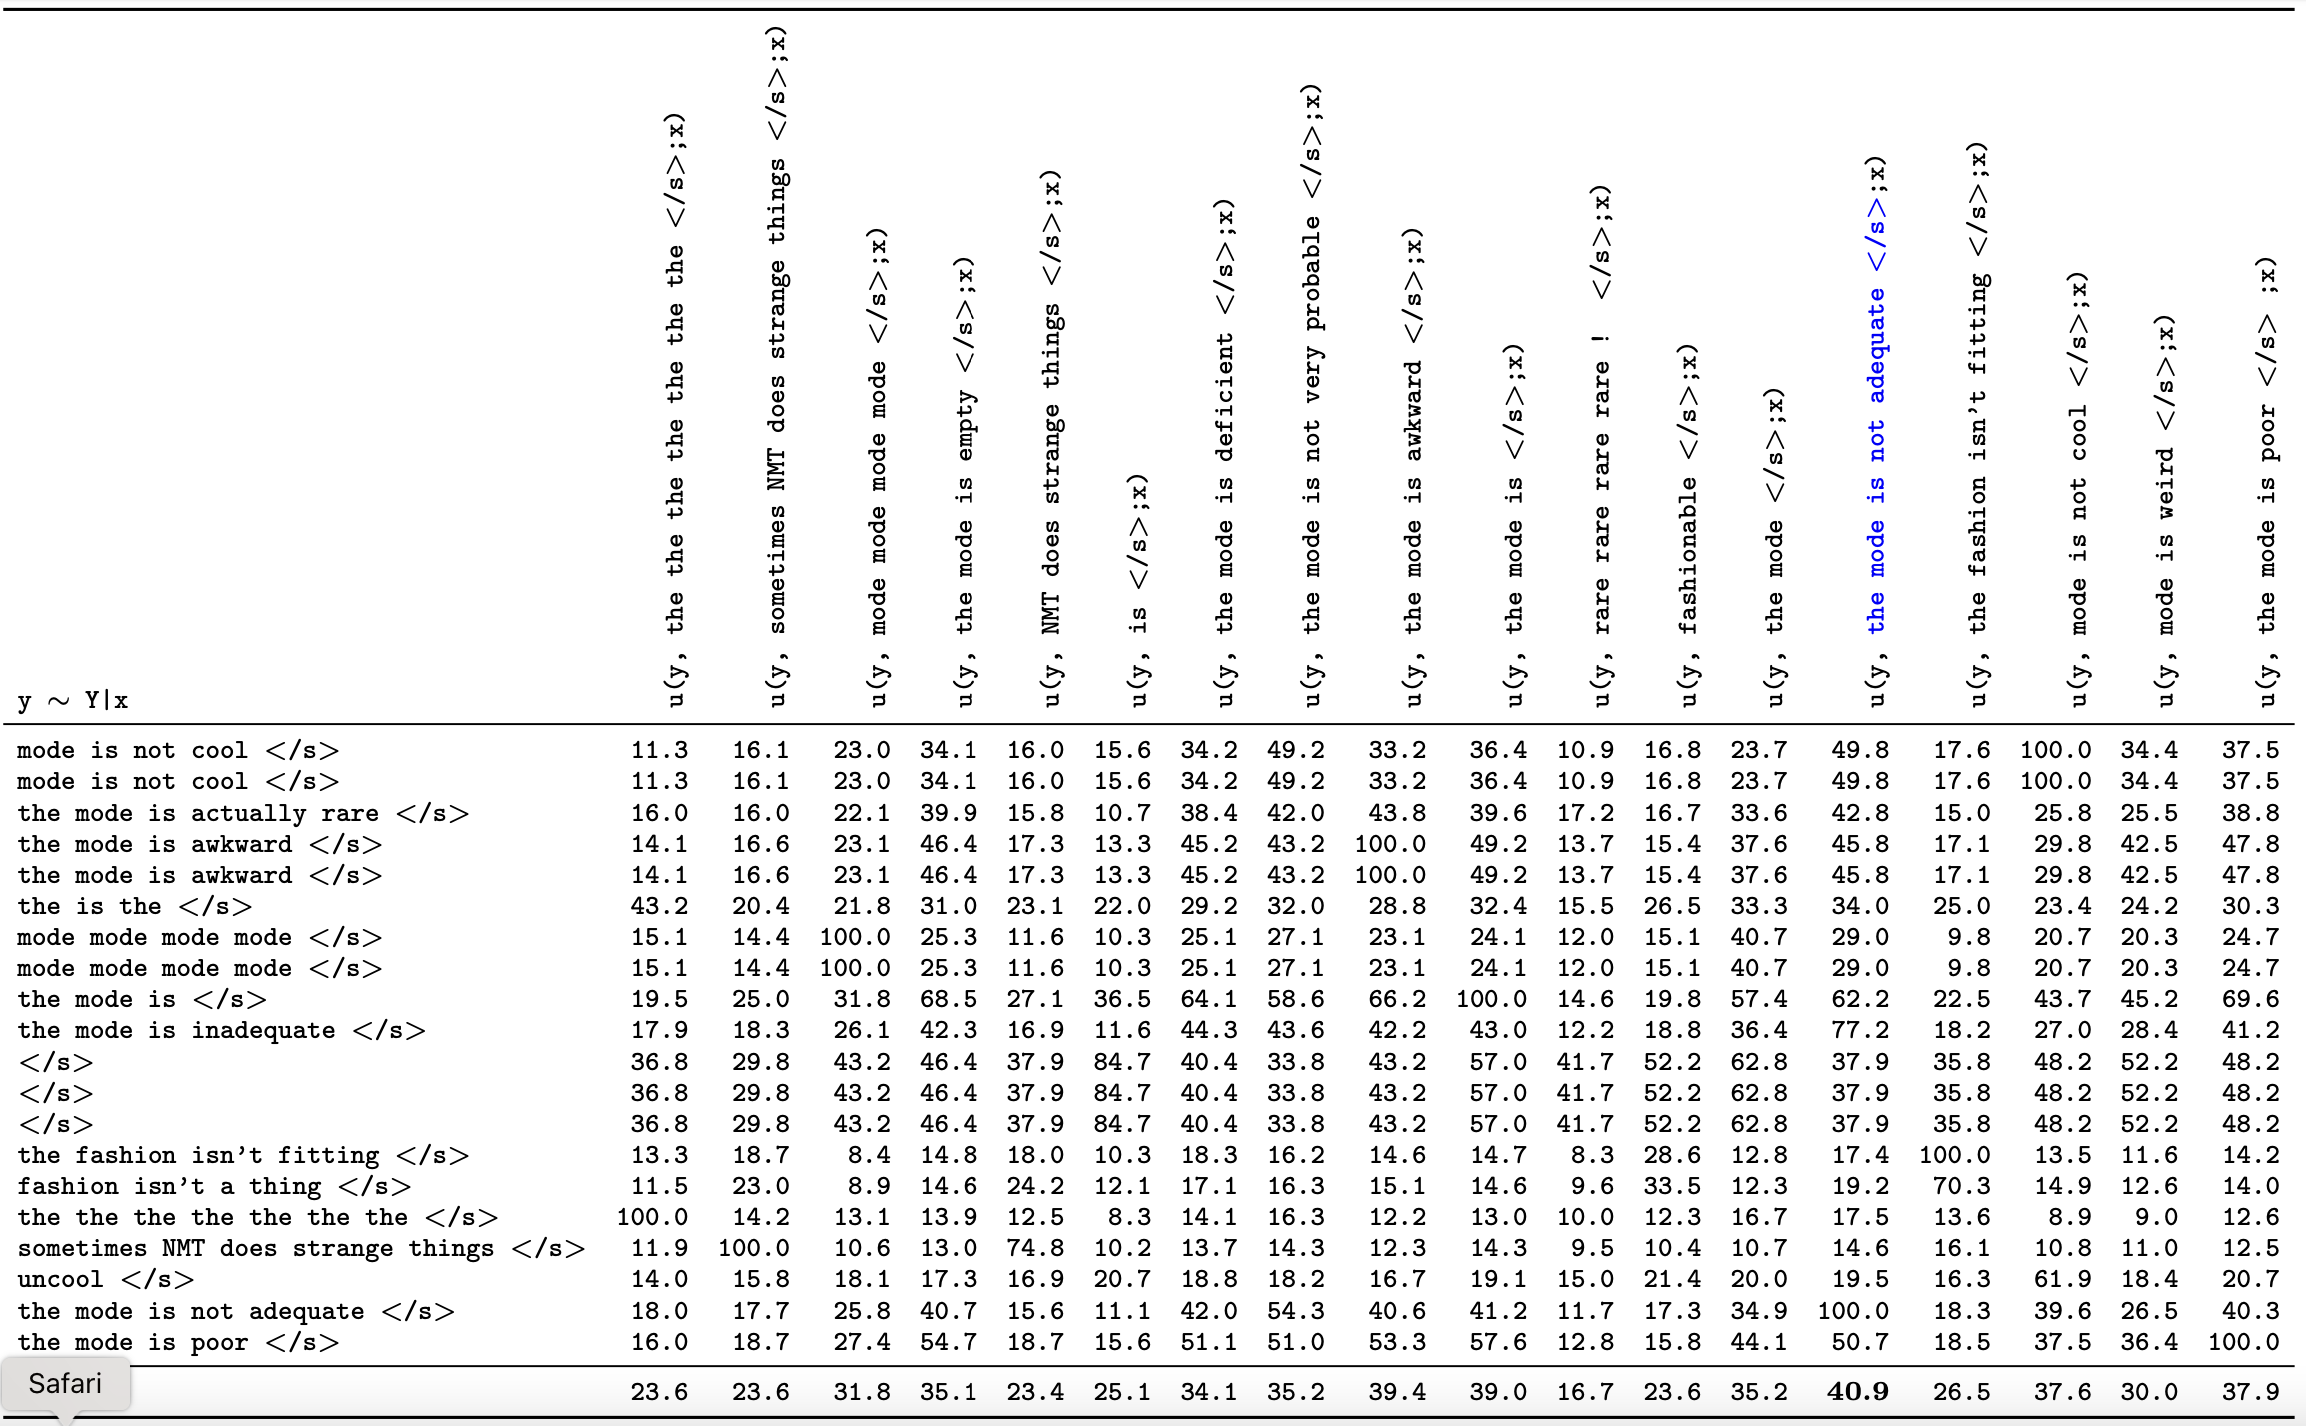 u(y, the the the the the the the </s>;x)
u(y, sometimes NMT does strange things </s>;x)
u(y, mode mode mode mode </s>;x)
u(y, the mode is empty </s>;x)
u(y, NMT does strange things </s>;x)
u(y, is </s>;x)
u(y, the mode is deficient </s>;x)
u(y, the mode is not very probable </s>;x)
u(y, the mode is awkward </s>;x)
u(y, the mode is </s>;x)
u(y, rare rare rare rare ! </s>;x)
u(y, fashionable </s>;x)
u(y, the mode </s>;x)
u(y, the mode is not adequate </s>;x)
u(y, the fashion isn't fitting </s>;x)
u(y, mode is not cool </s>;x)
u(y, mode is weird </s>;x)
u(y, the mode is poor </s> ;x)
y ∼ Y|x
mode is not cool </s> 11.3 16.1 23.0 34.1 16.0 15.6 34.2 49.2 33.2 36.4 10.9 16.8 23.7 49.8 17.6 100.0 34.4 37.5
mode is not cool </s> 11.3 16.1 23.0 34.1 16.0 15.6 34.2 49.2 33.2 36.4 10.9 16.8 23.7 49.8 17.6 100.0 34.4 37.5
the mode is actually rare </s> 16.0 16.0 22.1 39.9 15.8 10.7 38.4 42.0 43.8 39.6 17.2 16.7 33.6 42.8 15.0 25.8 25.5 38.8
the mode is awkward </s> 14.1 16.6 23.1 46.4 17.3 13.3 45.2 43.2 100.0 49.2 13.7 15.4 37.6 45.8 17.1 29.8 42.5 47.8
the mode is awkward </s> 14.1 16.6 23.1 46.4 17.3 13.3 45.2 43.2 100.0 49.2 13.7 15.4 37.6 45.8 17.1 29.8 42.5 47.8
the is the </s> 43.2 20.4 21.8 31.0 23.1 22.0 29.2 32.0 28.8 32.4 15.5 26.5 33.3 34.0 25.0 23.4 24.2 30.3
mode mode mode mode </s> 15.1 14.4 100.0 25.3 11.6 10.3 25.1 27.1 23.1 24.1 12.0 15.1 40.7 29.0 9.8 20.7 20.3 24.7
mode mode mode mode </s> 15.1 14.4 100.0 25.3 11.6 10.3 25.1 27.1 23.1 24.1 12.0 15.1 40.7 29.0 9.8 20.7 20.3 24.7
the mode is </s> 19.5 25.0 31.8 68.5 27.1 36.5 64.1 58.6 66.2 100.0 14.6 19.8 57.4 62.2 22.5 43.7 45.2 69.6
the mode is inadequate </s> 17.9 18.3 26.1 42.3 16.9 11.6 44.3 43.6 42.2 43.0 12.2 18.8 36.4 77.2 18.2 27.0 28.4 41.2
</s> 36.8 29.8 43.2 46.4 37.9 84.7 40.4 33.8 43.2 57.0 41.7 52.2 62.8 37.9 35.8 48.2 52.2 48.2
</s> 36.8 29.8 43.2 46.4 37.9 84.7 40.4 33.8 43.2 57.0 41.7 52.2 62.8 37.9 35.8 48.2 52.2 48.2
</s> 36.8 29.8 43.2 46.4 37.9 84.7 40.4 33.8 43.2 57.0 41.7 52.2 62.8 37.9 35.8 48.2 52.2 48.2
the fashion isn't fitting </s> 13.3 18.7 8.4 14.8 18.0 10.3 18.3 16.2 14.6 14.7 8.3 28.6 12.8 17.4 100.0 13.5 11.6 14.2
fashion isn't a thing </s> 11.5 23.0 8.9 14.6 24.2 12.1 17.1 16.3 15.1 14.6 9.6 33.5 12.3 19.2 70.3 14.9 12.6 14.0
the the the the the the the </s> 100.0 14.2 13.1 13.9 12.5 8.3 14.1 16.3 12.2 13.0 10.0 12.3 16.7 17.5 13.6 8.9 9.0 12.6
sometimes NMT does strange things </s> 11.9 100.0 10.6 13.0 74.8 10.2 13.7 14.3 12.3 14.3 9.5 10.4 10.7 14.6 16.1 10.8 11.0 12.5
uncool </s> 14.0 15.8 18.1 17.3 16.9 20.7 18.8 18.2 16.7 19.1 15.0 21.4 20.0 19.5 16.3 61.9 18.4 20.7
the mode is not adequate </s> 18.0 17.7 25.8 40.7 15.6 11.1 42.0 54.3 40.6 41.2 11.7 17.3 34.9 100.0 18.3 39.6 26.5 40.3
the mode is poor </s> 16.0 18.7 27.4 54.7 18.7 15.6 51.1 51.0 53.3 57.6 12.8 15.8 44.1 50.7 18.5 37.5 36.4 100.0
Safari
23.6 23.6 31.8 35.1 23.4 25.1 34.1 35.2 39.4 39.0 16.7 23.6 35.2 40.9 26.5 37.6 30.0 37.9